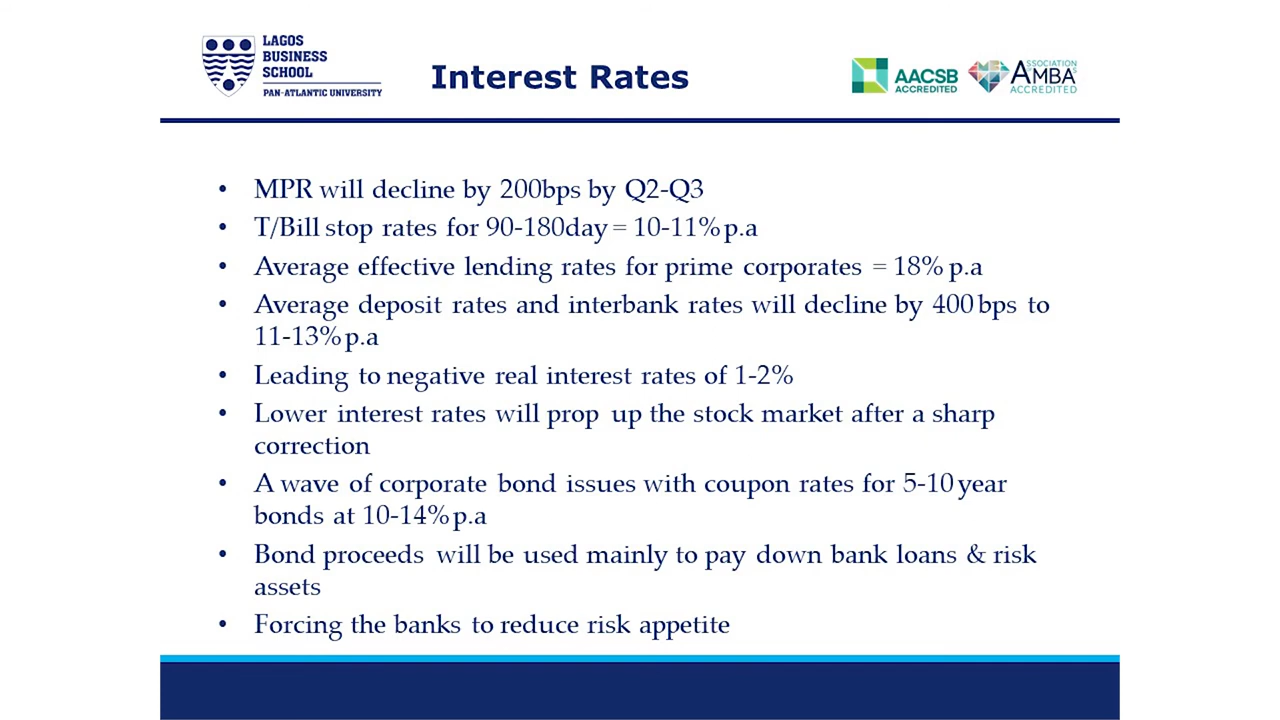 LAGOS
BUSINESS
SCHOOL
PAN-ATLANTIC UNIVERSITY
Interest Rates
AACSB
ACCREDITED
ASSOCIATION
AMBA
ACCREDITED
• MPR will decline by 200bps by Q2-Q3
• T/Bill stop rates for 90-180day = 10-11% p.a
• Average effective lending rates for prime corporates = 18% p.a
• Average deposit rates and interbank rates will decline by 400 bps to
11-13% p.a
• Leading to negative real interest rates of 1-2%
• Lower interest rates will prop up the stock market after a sharp
correction
• A wave of corporate bond issues with coupon rates for 5-10 year
bonds at 10-14% p.a
• Bond proceeds will be used mainly to pay down bank loans & risk
assets
• Forcing the banks to reduce risk appetite